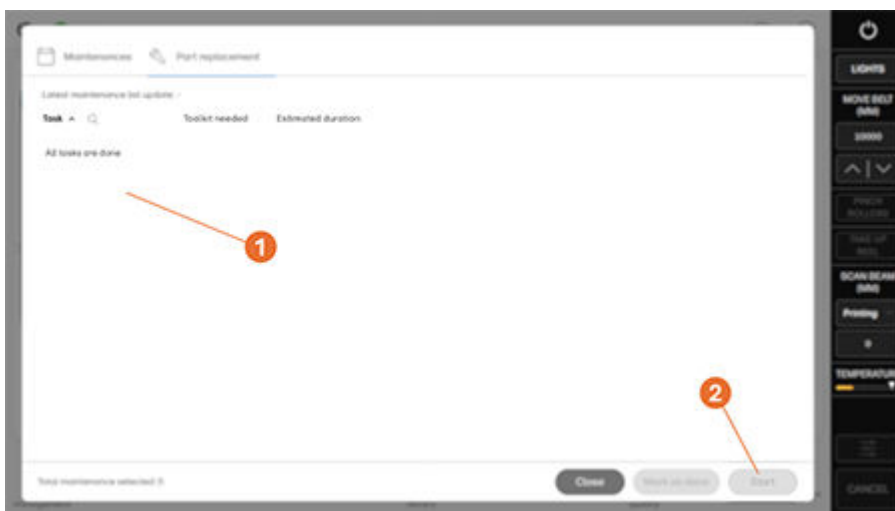 Maintenances
Part replacement
Latest maintenance list update -
Task
Toolkit needed
Estimated duration
All tasks are done
1
2
Total maintenance selected: 0
Close
Mark as done
Start
LIGHTS
MOVE BELT
(MM)
10000
PINCH
ROLLERS
TAKE UP
REEL
SCAN BEAM
(MM)
Printing
0
TEMPERATUR
CANCEL